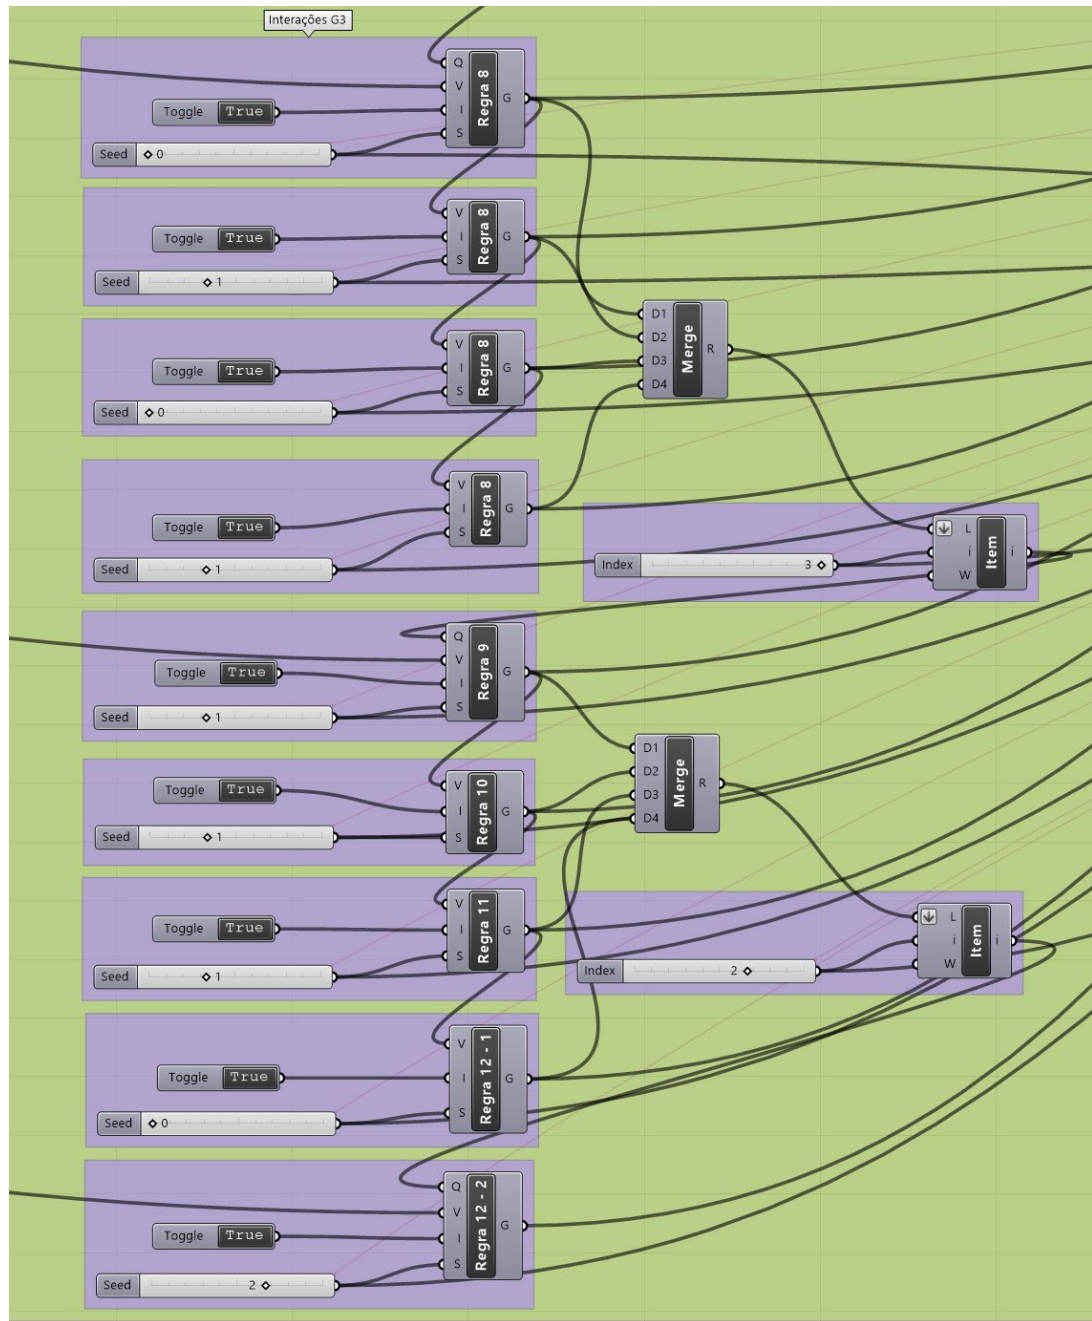 Interações G3
Q
V
I
S
Regra 8
G
Toggle True
Seed 0
V
I
S
Regra 8
G
Toggle True
Seed 1
V
I
S
Regra 8
G
Toggle True
Seed 0
D1
D2
D3
D4
Merge
R
V
I
S
Regra 8
G
Toggle True
Seed 1
Index 3
L
i
W
Item
i
Q
V
I
S
Regra 9
G
Toggle True
Seed 1
D1
D2
D3
D4
Merge
R
V
I
S
Regra 10
G
Toggle True
Seed 1
V
I
S
Regra 11
G
Toggle True
Seed 1
Index 2
L
i
W
Item
i
V
I
S
Regra 12 - 1
G
Toggle True
Seed 0
Q
V
I
S
Regra 12 - 2
G
Toggle True
Seed 2